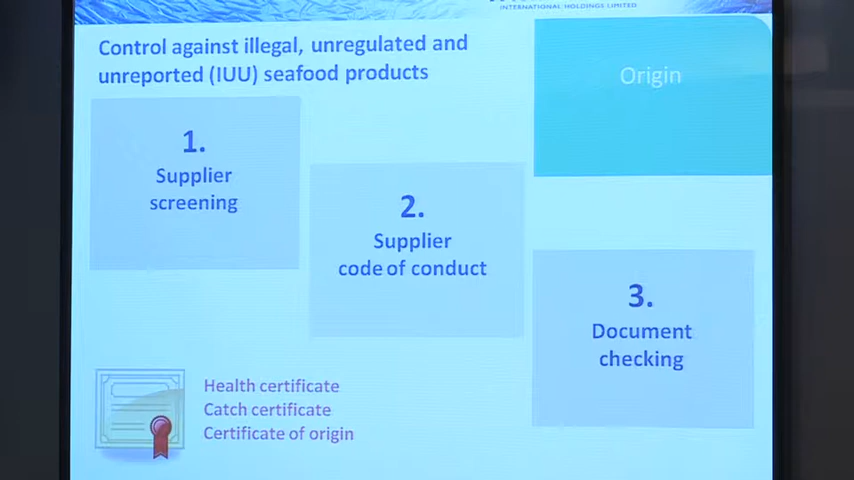 INTERNATIONAL HOLDINGS LIMITED
Control against illegal, unregulated and
unreported (IUU) seafood products
Origin
1.
Supplier
screening
2.
Supplier
code of conduct
3.
Document
checking
Health certificate
Catch certificate
Certificate of origin